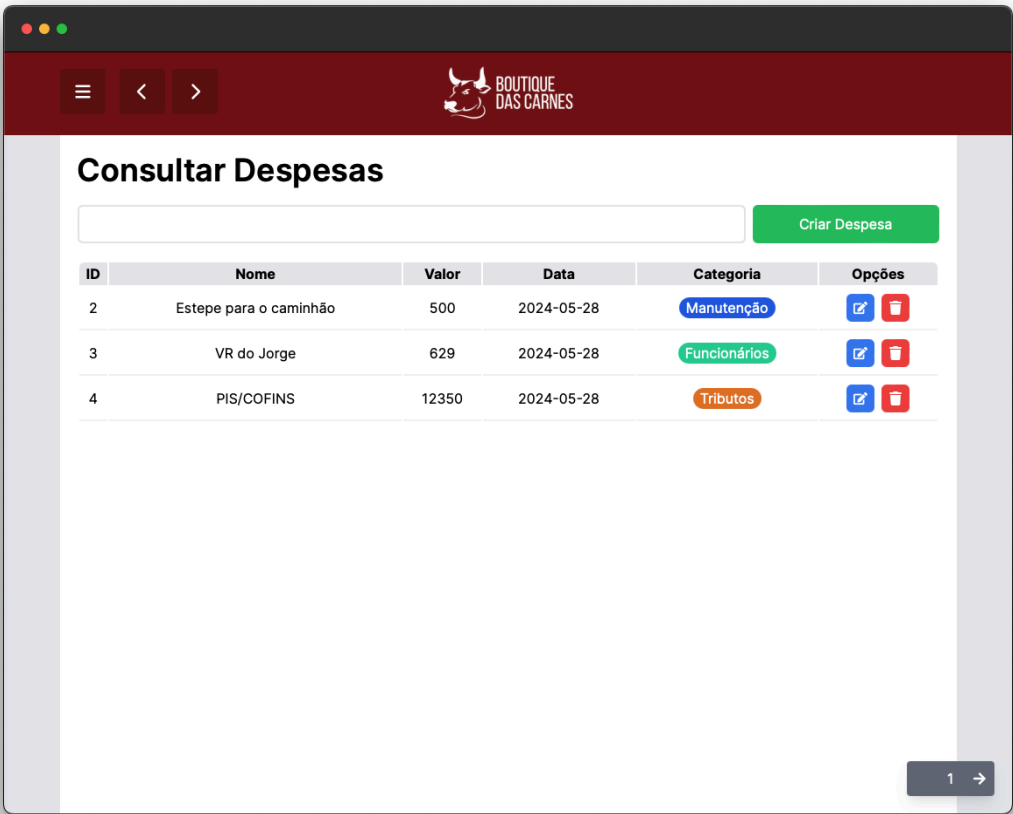 BOUTIQUE
DAS CARNES
Consultar Despesas
Criar Despesa
ID Nome Valor Data Categoria Opções
2 Estepe para o caminhão 500 2024-05-28 Manutenção
3 VR do Jorge 629 2024-05-28 Funcionários
4 PIS/COFINS 12350 2024-05-28 Tributos
1